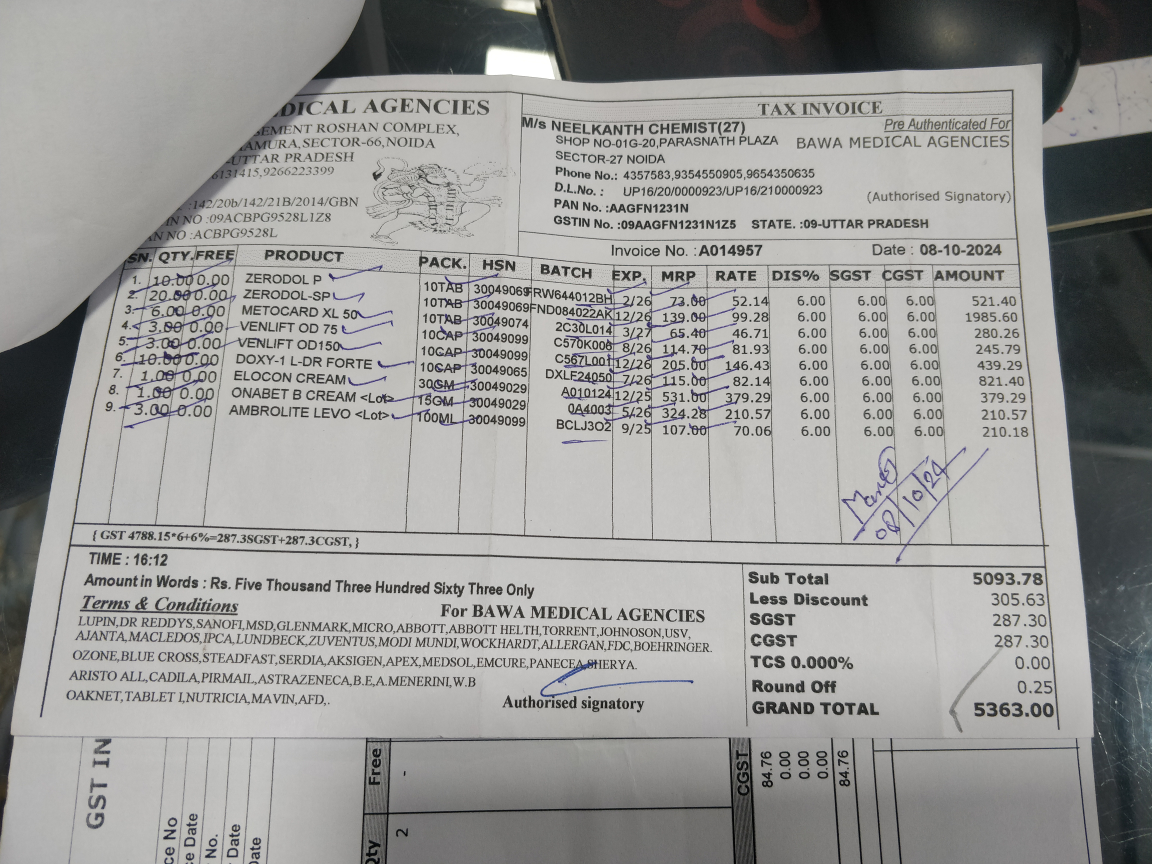 DICAL AGENCIES
SEMENT ROSHAN COMPLEX,
AMURA,SECTOR-66,NOIDA
-UTTAR PRADESH
6131415,9266223399
:142/20b/142/21B/2014/GBN
IN NO :09ACBPG9528L1Z8
AN NO :ACBPG9528L
TAX INVOICE
M/s NEELKANTH CHEMIST(27)
SHOP NO-01G-20,PARASNATH PLAZA
SECTOR-27 NOIDA
Phone No.: 4357583,9354550905,9654350635
D.L.No. : UP16/20/0000923/UP16/210000923
PAN No. :AAGFN1231N
GSTIN No. :09AAGFN1231N1Z5 STATE. :09-UTTAR PRADESH
Pre Authenticated For
BAWA MEDICAL AGENCIES
(Authorised Signatory)
Invoice No. :A014957 Date : 08-10-2024
SN. QTY. FREE PRODUCT PACK. HSN BATCH EXP. MRP RATE DIS% SGST CGST AMOUNT
1. 10.00 0.00 ZERODOL P 10TAB 30049069 FRW644012BH 2/26 73.00 52.14 6.00 6.00 6.00 521.40
2. 20.00 0.00 ZERODOL-SP 10TAB 30049069 FND084022AK 12/26 139.00 99.28 6.00 6.00 6.00 1985.60
3. 6.00 0.00 METOCARD XL 50 10TAB 30049074 2C30L014 3/27 65.40 46.71 6.00 6.00 6.00 280.26
4. 3.00 0.00 VENLIFT OD 75 10CAP 30049099 C570K006 8/26 114.70 81.93 6.00 6.00 6.00 245.79
5. 3.00 0.00 VENLIFT OD150 10CAP 30049099 C567L001 12/26 205.00 146.43 6.00 6.00 6.00 439.29
6. 10.00 0.00 DOXY-1 L-DR FORTE 10CAP 30049065 DXLF24050 7/26 115.00 82.14 6.00 6.00 6.00 821.40
7. 1.00 0.00 ELOCON CREAM 30GM 30049029 A010124 12/25 531.00 379.29 6.00 6.00 6.00 379.29
8. 1.00 0.00 ONABET B CREAM <Lot> 15GM 30049029 0A4003 5/26 324.28 210.57 6.00 6.00 6.00 210.57
9. 3.00 0.00 AMBROLITE LEVO <Lot> 100ML 30049099 BCLJ3O2 9/25 107.00 70.06 6.00 6.00 6.00 210.18
08/10/24
{ GST 4788.15*6+6%=287.3SGST+287.3CGST, }
TIME : 16:12
Amount in Words : Rs. Five Thousand Three Hundred Sixty Three Only
Terms & Conditions
For BAWA MEDICAL AGENCIES
LUPIN,DR REDDYS,SANOFI,MSD,GLENMARK,MICRO,ABBOTT,ABBOTT HELTH,TORRENT,JOHNOSON,USV,
AJANTA,MACLEDOS,IPCA,LUNDBECK,ZUVENTUS,MODI MUNDI,WOCKHARDT,ALLERGAN,FDC,BOEHRINGER.
OZONE,BLUE CROSS,STEADFAST,SERDIA,AKSIGEN,APEX,MEDSOL,EMCURE,PANECEA,SHERYA.
ARISTO ALL,CADILA,PIRMAIL,ASTRAZENECA,B.E,A.MENERINI,W.B
OAKNET,TABLET I,NUTRICIA,MAVIN,AFD,.
Authorised signatory
Sub Total 5093.78
Less Discount 305.63
SGST 287.30
CGST 287.30
TCS 0.000% 0.00
Round Off 0.25
GRAND TOTAL 5363.00
GST IN
ce No
ce Date
No.
Date
Date
Free
-
Qty
2
CGST
84.76
0.00
0.00
0.00
84.76